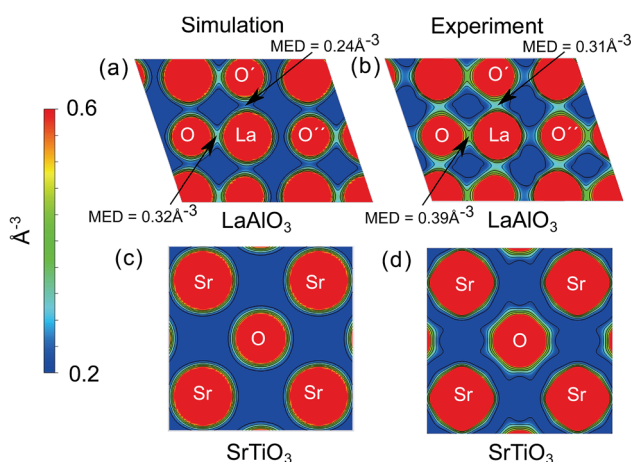 Simulation
Experiment
MED = 0.24Å⁻³
MED = 0.31Å⁻³
(a)
(b)
0.6
Å⁻³
0.2
O´
O
La
O´´
MED = 0.32Å⁻³
LaAlO₃
O´
O
La
O´´
MED = 0.39Å⁻³
LaAlO₃
(c)
Sr
Sr
O
Sr
Sr
SrTiO₃
(d)
Sr
Sr
O
Sr
Sr
SrTiO₃